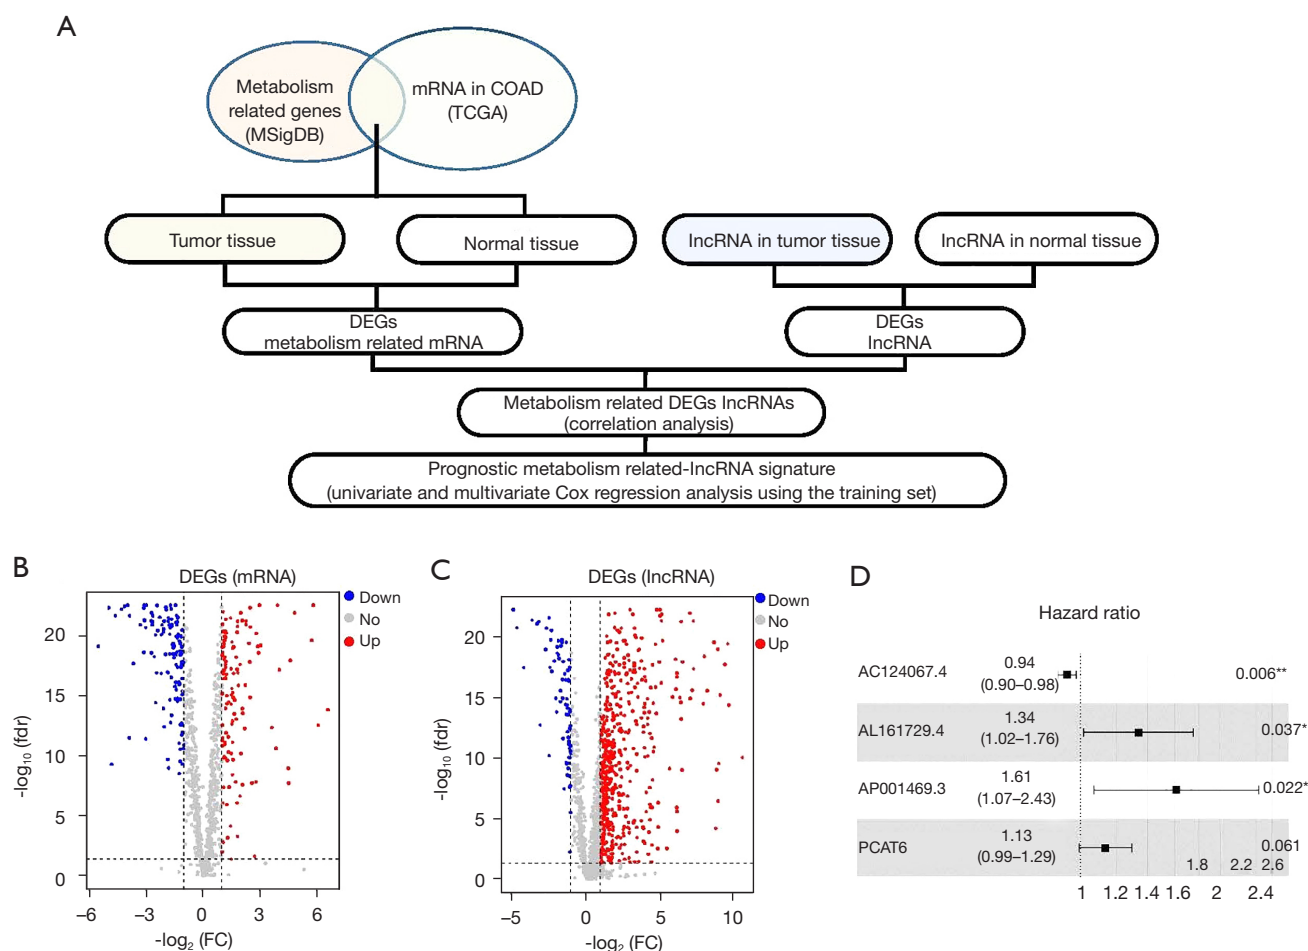 A
Metabolism
related genes
(MSigDB)
mRNA in COAD
(TCGA)
Tumor tissue
Normal tissue
lncRNA in tumor tissue
lncRNA in normal tissue
DEGs
metabolism related mRNA
DEGs
lncRNA
Metabolism related DEGs lncRNAs
(correlation analysis)
Prognostic metabolism related-lncRNA signature
(univariate and multivariate Cox regression analysis using the training set)
B
DEGs (mRNA)
Down
No
Up
20
15
10
5
0
-log10 (fdr)
−6 −3 0 3 6
-log2 (FC)
C
DEGs (lncRNA)
Down
No
Up
20
15
10
5
0
-log10 (fdr)
−5 0 5 10
-log2 (FC)
D
Hazard ratio
AC124067.4 0.94 (0.90–0.98) 0.006**
AL161729.4 1.34 (1.02–1.76) 0.037*
AP001469.3 1.61 (1.07–2.43) 0.022*
PCAT6 1.13 (0.99–1.29) 0.061
1.8 2.2 2.6
1 1.2 1.4 1.6 2 2.4